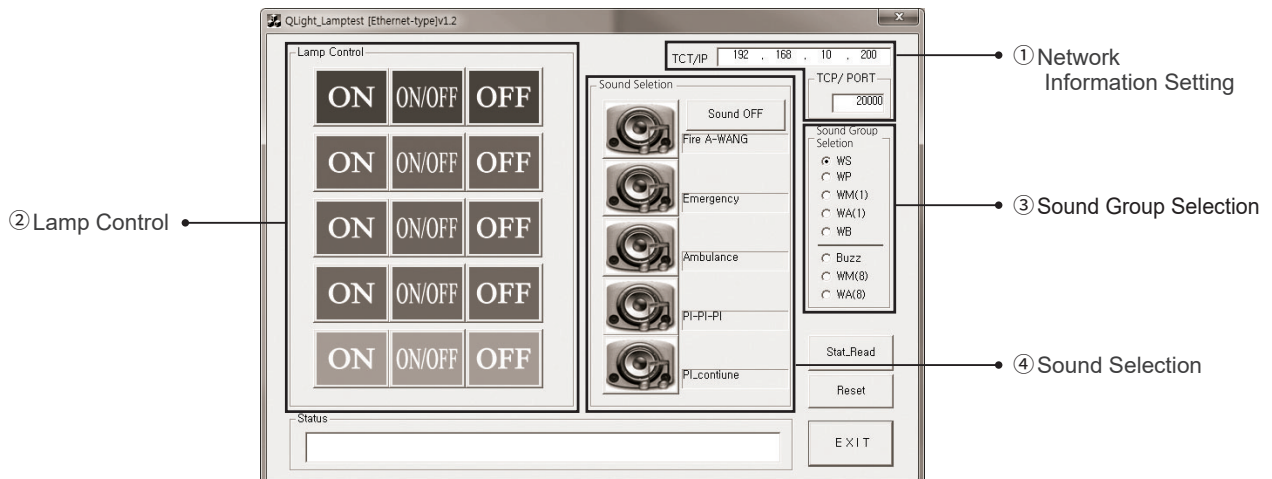 QLight_Lamptest [Ethernet-type]v1.2
Lamp Control
ON ON/OFF OFF
ON ON/OFF OFF
ON ON/OFF OFF
ON ON/OFF OFF
ON ON/OFF OFF
TCT/IP 192 . 168 . 10 . 200
TCP/ PORT
20000
Sound Seletion
Sound OFF
Fire A-WANG
Emergency
Ambulance
PI-PI-PI
PI_contiune
Sound Group
Seletion
WS
WP
WM(1)
WA(1)
WB
Buzz
WM(8)
WA(8)
Stat_Read
Reset
EXIT
Status
①Network
Information Setting
②Lamp Control
③Sound Group Selection
④Sound Selection